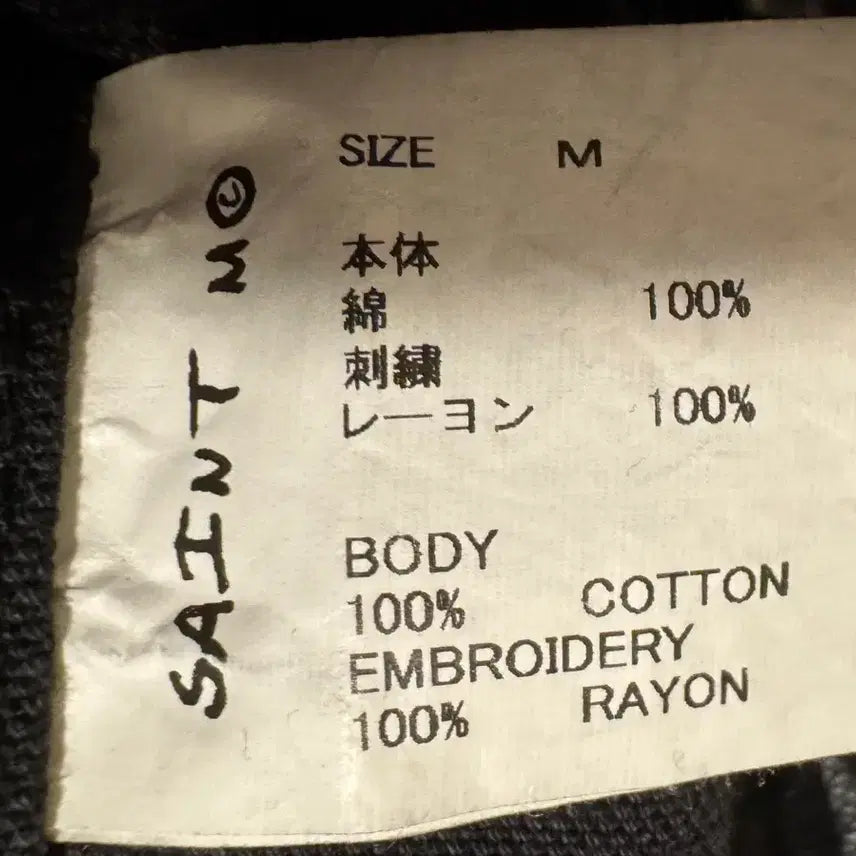 SAINT M
SIZE M
本体
綿 100%
刺繍
レーヨン 100%
BODY
100% COTTON
EMBROIDERY
100% RAYON